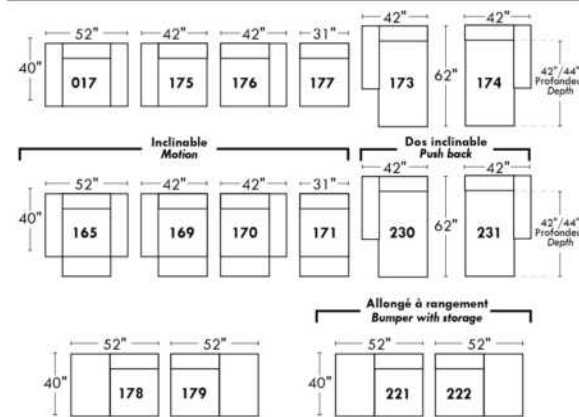 52" 42" 42" 31" 42" 42"
40" 017 175 176 177 173 62" 174 42"/44"
Profondeur
Depth
Inclinable
Motion
Dos inclinable
Push back
52" 42" 42" 31" 42" 42"
40" 165 169 170 171 230 62" 231 42"/44"
Profondeur
Depth
Allongé à rangement
Bumper with storage
52" 52" 52" 52"
40" 178 179 40" 221 222